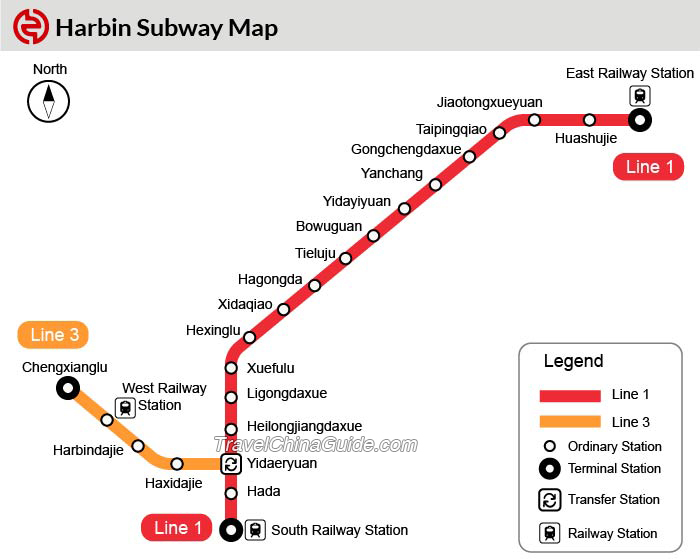 Harbin Subway Map
North
East Railway Station
Jiaotongxueyuan
Taipingqiao
Huashujie
Gongchengdaxue
Line 1
Yanchang
Yidayiyuan
Bowuguan
Tieluju
Hagonda
Xidaqiao
Hexinglu
Line 3
Chengxianglu
Xuefulu
West Railway
Station
Ligongdaxue
Harbindajie
Heilongjiangdaxue
TravelChinaGuide.com
Yidaeryuan
Haxidajie
Hada
Line 1
South Railway Station
Legend
Line 1
Line 3
Ordinary Station
Terminal Station
Transfer Station
Railway Station